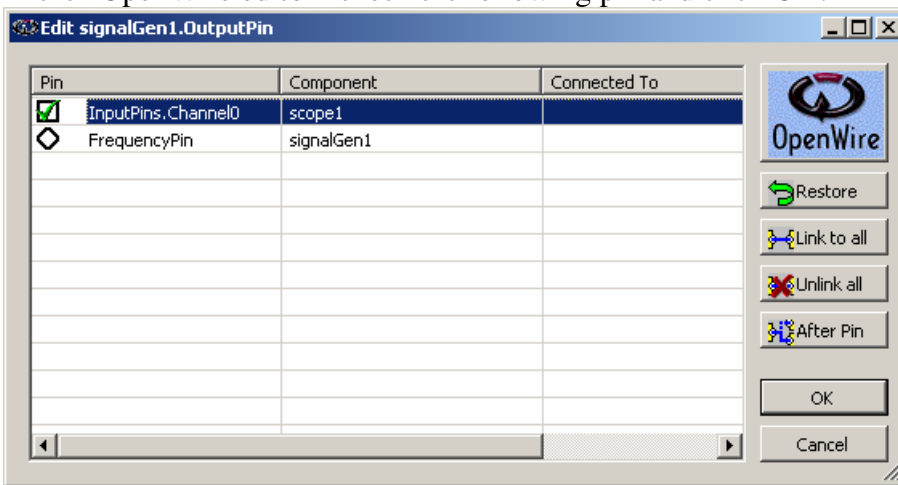 Edit signalGen1.OutputPin
Pin Component Connected To
InputPins.Channel0 scope1
FrequencyPin signalGen1
OpenWire
Restore
Link to all
Unlink all
After Pin
OK
Cancel